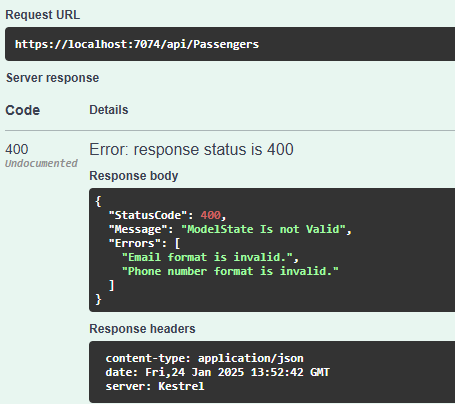 Request URL
https://localhost:7074/api/Passengers
Server response
Code Details
400 Error: response status is 400
Undocumented
Response body
{
"StatusCode": 400,
"Message": "ModelState Is not Valid",
"Errors": [
"Email format is invalid.",
"Phone number format is invalid."
]
}
Response headers
content-type: application/json
date: Fri,24 Jan 2025 13:52:42 GMT
server: Kestrel